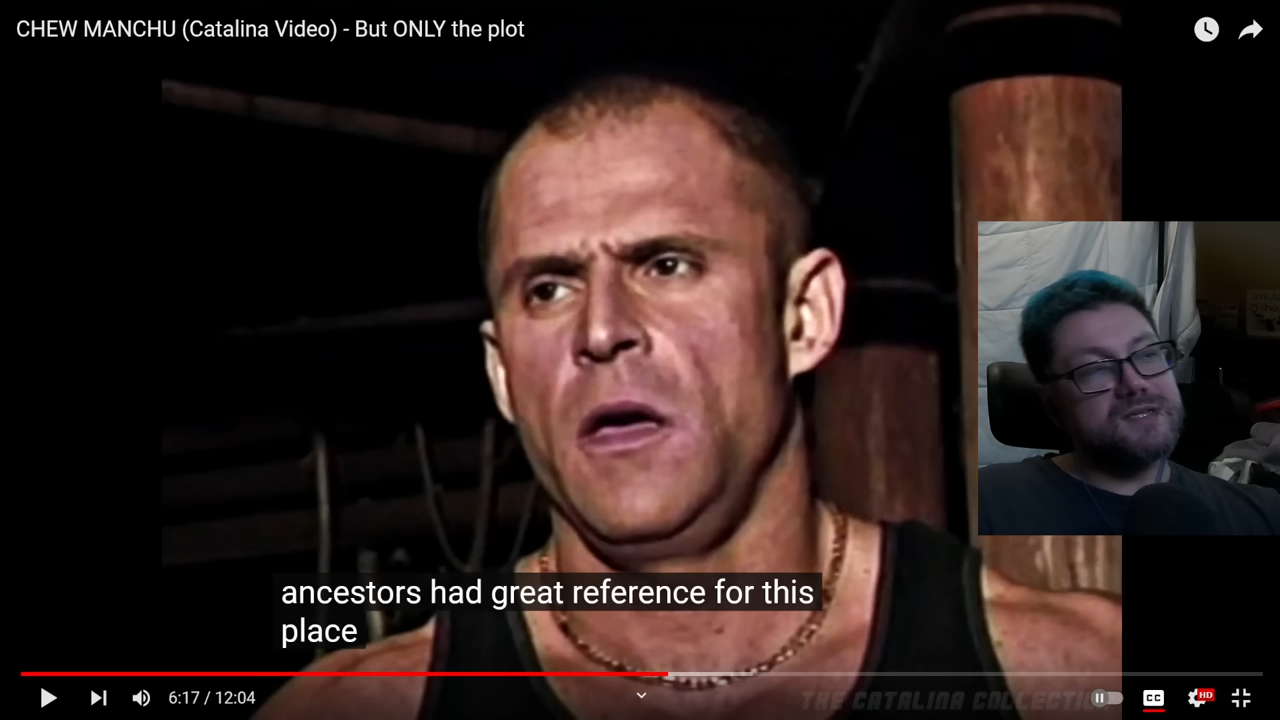 CHEW MANCHU (Catalina Video) - But ONLY the plot
ancestors had great reference for this
place
6:17 / 12:04
CC
HD
THE CATALINA COLLECTION